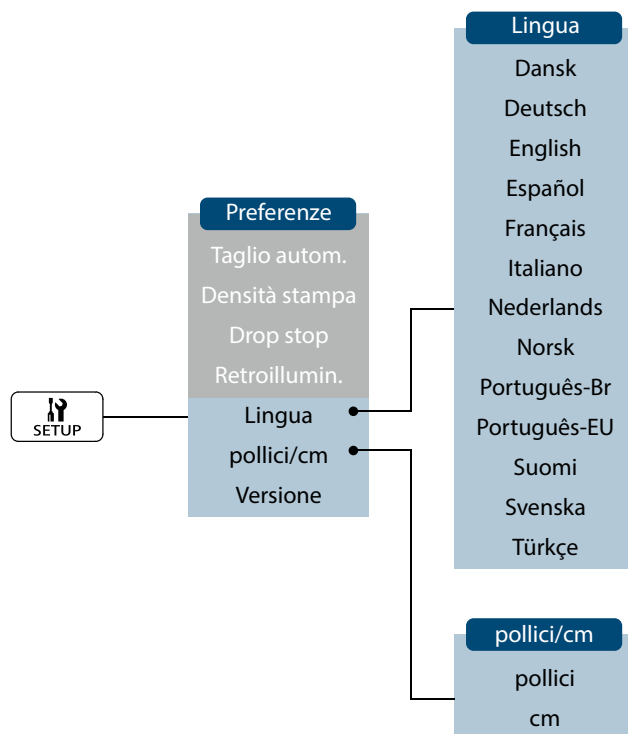 SETUP
Preferenze
Taglio autom.
Densità stampa
Drop stop
Retroillumin.
Lingua
pollici/cm
Versione
Lingua
Dansk
Deutsch
English
Español
Français
Italiano
Nederlands
Norsk
Português-Br
Português-EU
Suomi
Svenska
Türkçe
pollici/cm
pollici
cm